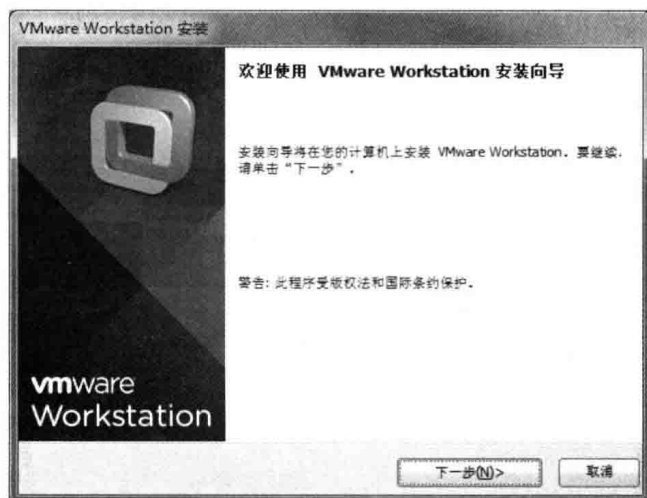 VMware Workstation 安装
欢迎使用 VMware Workstation 安装向导
安装向导将在您的计算机上安装 VMware Workstation. 要继续,
请单击“下一步”.
警告: 此程序受版权法和国际条约保护.
vmware
Workstation
下一步(N)>
取消